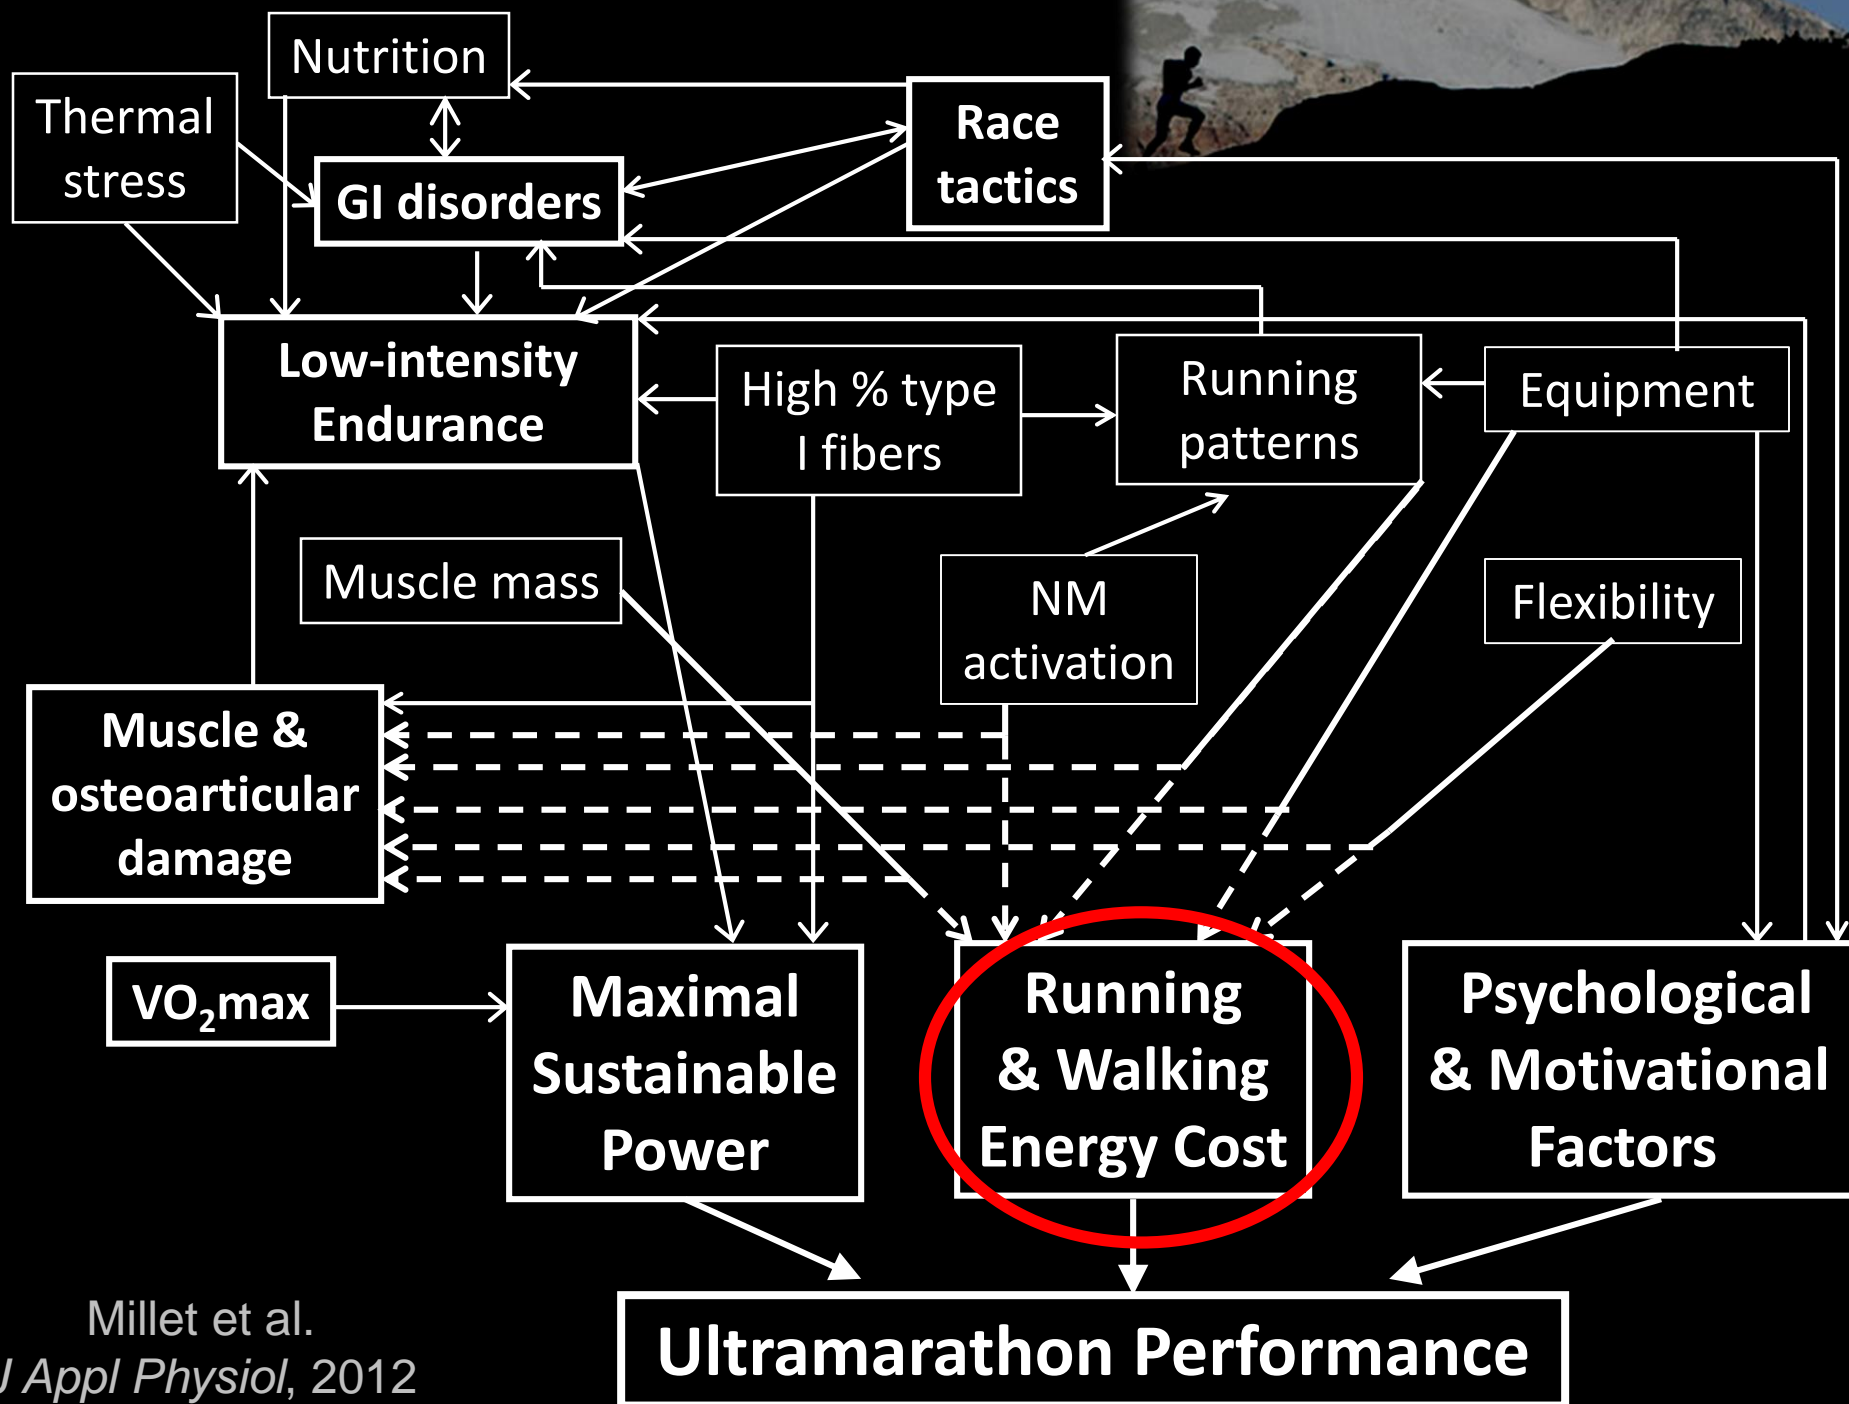 Nutrition
Thermal
stress
Race
tactics
GI disorders
Low-intensity
Endurance
High % type
I fibers
Running
patterns
Equipment
Muscle mass
NM
activation
Flexibility
Muscle &
osteoarticular
damage
VO₂max
Maximal
Sustainable
Power
Running
& Walking
Energy Cost
Psychological
& Motivational
Factors
Millet et al.
J Appl Physiol, 2012
Ultramarathon Performance